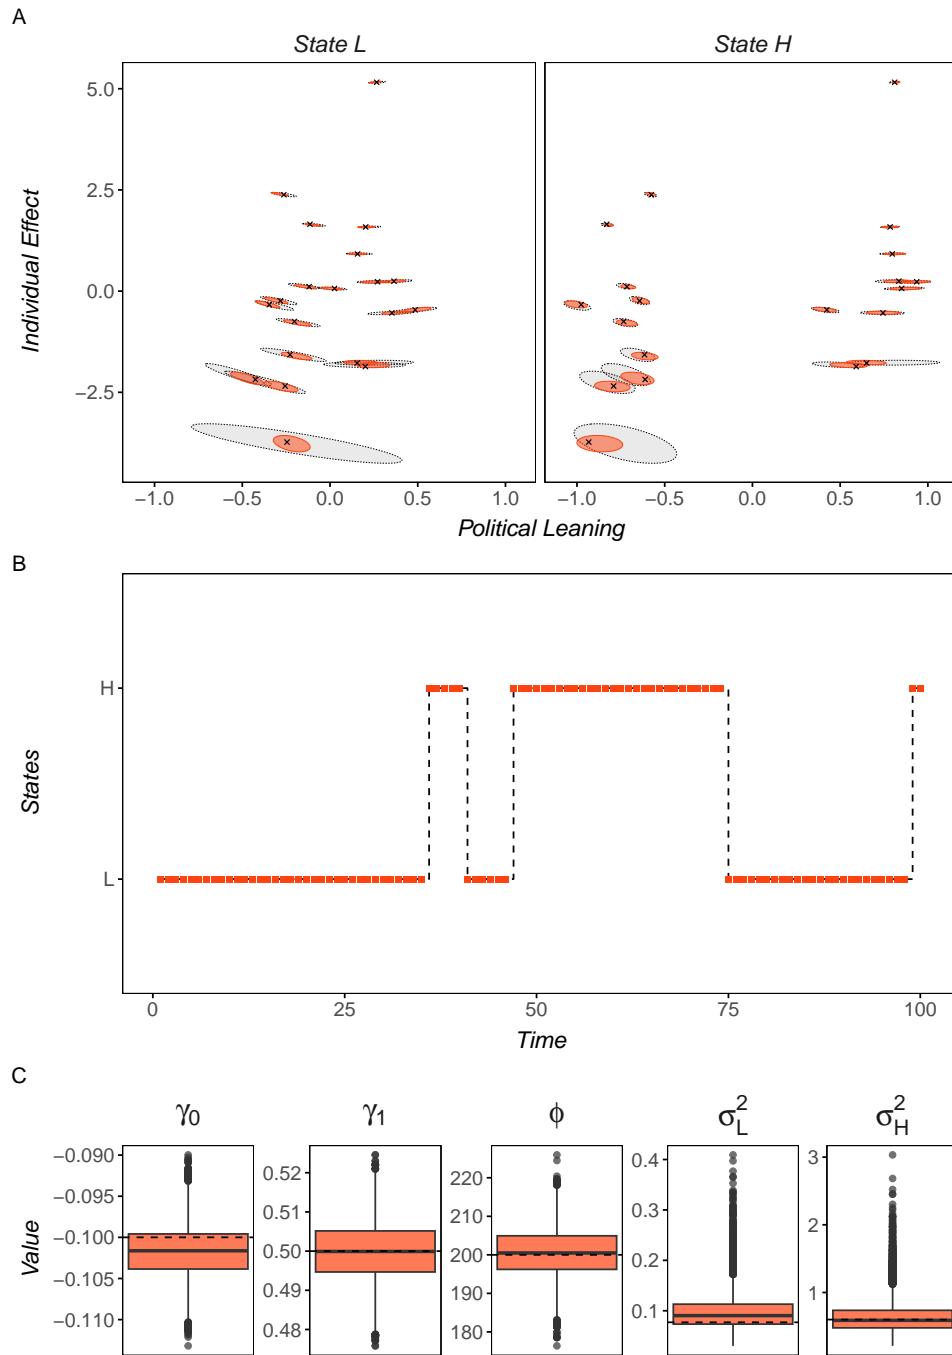 A
State L State H
5.0
2.5
0.0
−2.5
Individual Effect
−1.0 −0.5 0.0 0.5 1.0 −1.0 −0.5 0.0 0.5 1.0
Political Leaning
B
H
L
States
0 25 50 75 100
Time
C
γ0 γ1 ϕ σ²L σ²H
Value
−0.090
−0.095
−0.100
−0.105
−0.110
0.52
0.51
0.50
0.49
0.48
220
210
200
190
180
0.4
0.3
0.2
0.1
3
2
1